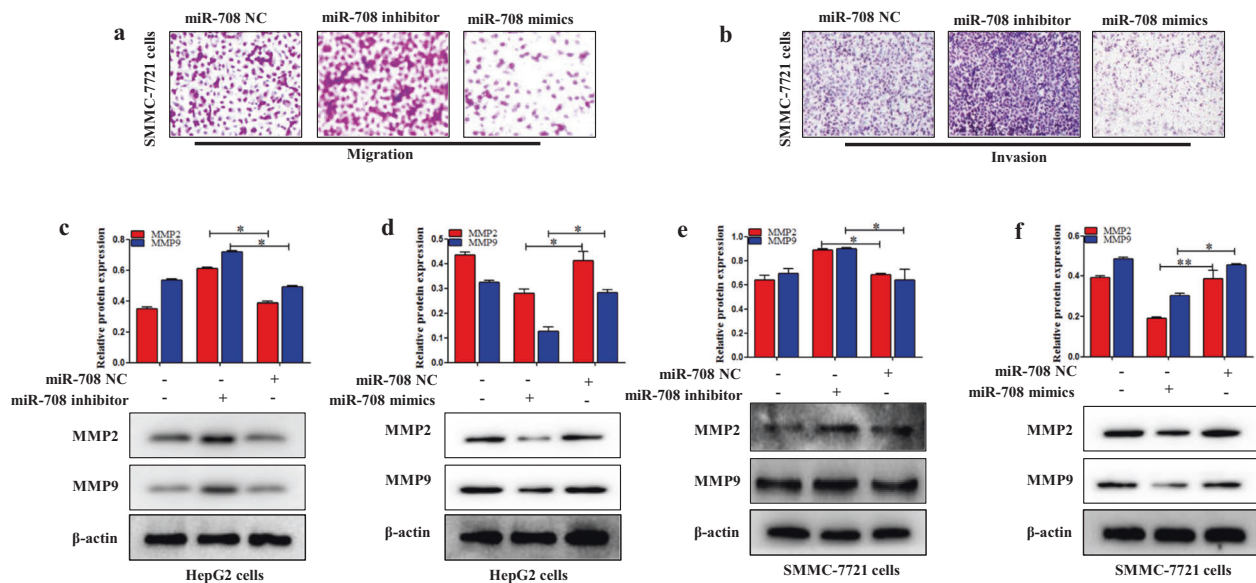 a
miR-708 NC
miR-708 inhibitor
miR-708 mimics
SMMC-7721 cells
Migration
b
miR-708 NC
miR-708 inhibitor
miR-708 mimics
SMMC-7721 cells
Invasion
c
MMP2
MMP9
Relative protein expression
0.8
0.6
0.4
0.2
0.0
*
*
miR-708 NC - - +
miR-708 inhibitor - + -
MMP2
MMP9
β-actin
HepG2 cells
d
MMP2
MMP9
Relative protein expression
0.5
0.4
0.3
0.2
0.1
0.0
*
*
miR-708 NC - - +
miR-708 mimics - + -
MMP2
MMP9
β-actin
HepG2 cells
e
MMP2
MMP9
Relative protein expression
1.0
0.8
0.6
0.4
0.2
0.0
*
*
miR-708 NC - - +
miR-708 inhibitor - + -
MMP2
MMP9
β-actin
SMMC-7721 cells
f
MMP2
MMP9
Relative protein expression
0.6
0.4
0.2
0.0
*
**
miR-708 NC - - +
miR-708 mimics - + -
MMP2
MMP9
β-actin
SMMC-7721 cells